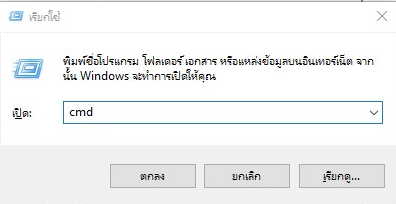 เรียกใช้
พิมพ์ชื่อโปรแกรม โฟลเดอร์ เอกสาร หรือแหล่งข้อมูลบนอินเทอร์เน็ต จาก
นั้น Windows จะทำการเปิดให้คุณ
เปิด: cmd
ตกลง ยกเลิก เรียกดู...